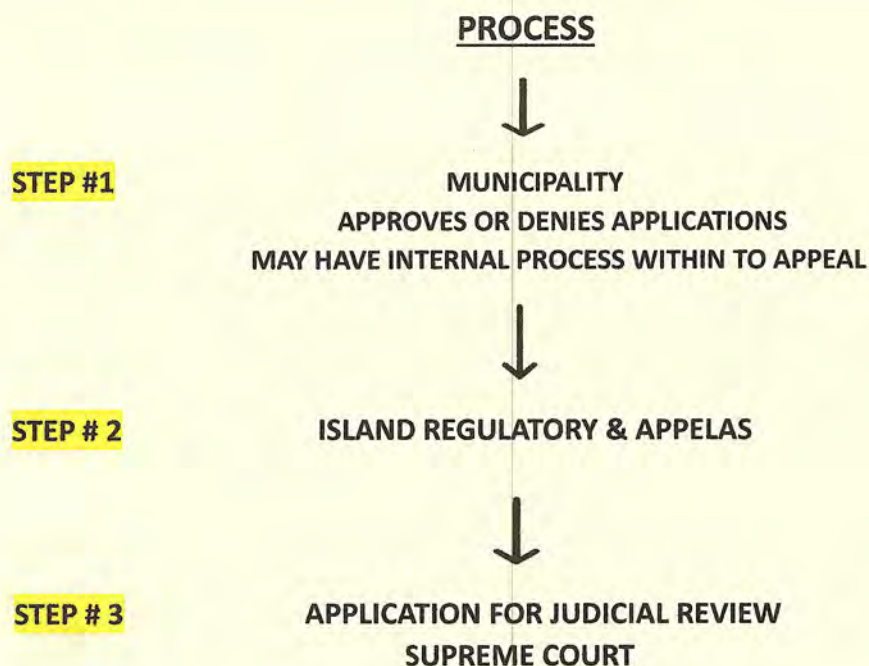 PROCESS
STEP #1
MUNICIPALITY
APPROVES OR DENIES APPLICATIONS
MAY HAVE INTERNAL PROCESS WITHIN TO APPEAL
STEP # 2
ISLAND REGULATORY & APPELAS
STEP # 3
APPLICATION FOR JUDICIAL REVIEW
SUPREME COURT